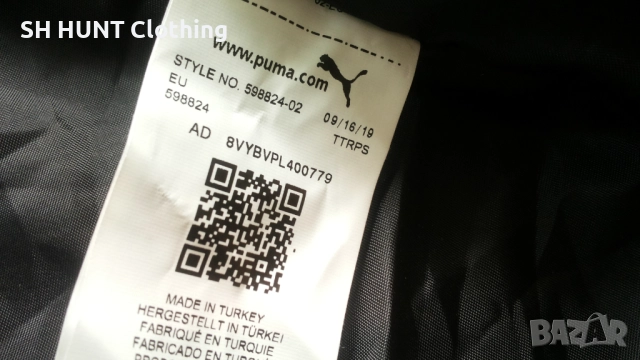 SH HUNT Clothing
www.puma.com
STYLE NO. 598824-02
EU
598824
09/16/19
TTRPS
AD 8VYBVPL400779
MADE IN TURKEY
HERGESTELLT IN TÜRKEI
FABRIQUÉ EN TURQUIE
FABRICADO EN TURQUÍA
BAZAR